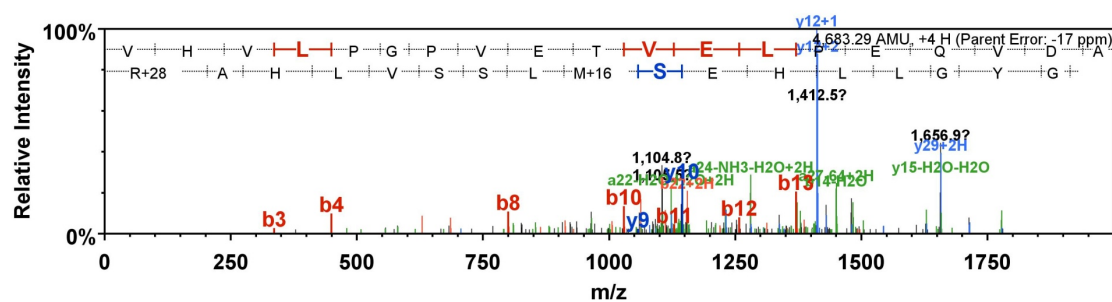 y12+1
100%
4,683.29 AMU, +4 H (Parent Error: -17 ppm)
V H V L P G P V E T V E L P E Q V D A
R+28 A H L V S S L M+16 S E H L L G Y G
1,412.5?
1,104.8?
1,656.9?
y29+2H
y15-H2O-H2O
y10
b13
b10
b4
b8
b12
b11
b3
y9
0%
0 250 500 750 1000 1250 1500 1750
m/z
Relative Intensity